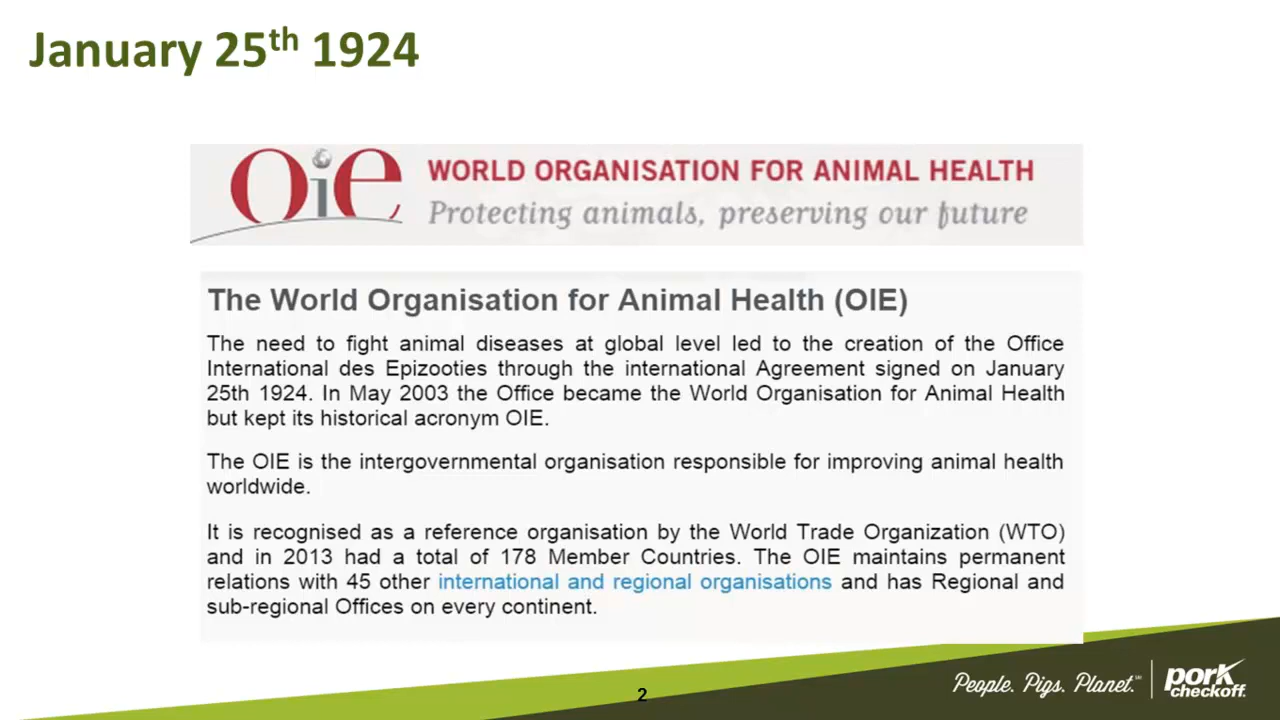 January 25th 1924
OiE WORLD ORGANISATION FOR ANIMAL HEALTH
Protecting animals, preserving our future
The World Organisation for Animal Health (OIE)
The need to fight animal diseases at global level led to the creation of the Office
International des Epizooties through the international Agreement signed on January
25th 1924. In May 2003 the Office became the World Organisation for Animal Health
but kept its historical acronym OIE.
The OIE is the intergovernmental organisation responsible for improving animal health
worldwide.
It is recognised as a reference organisation by the World Trade Organization (WTO)
and in 2013 had a total of 178 Member Countries. The OIE maintains permanent
relations with 45 other international and regional organisations and has Regional and
sub-regional Offices on every continent.
People. Pigs. Planet.℠
pork
checkoff.
2